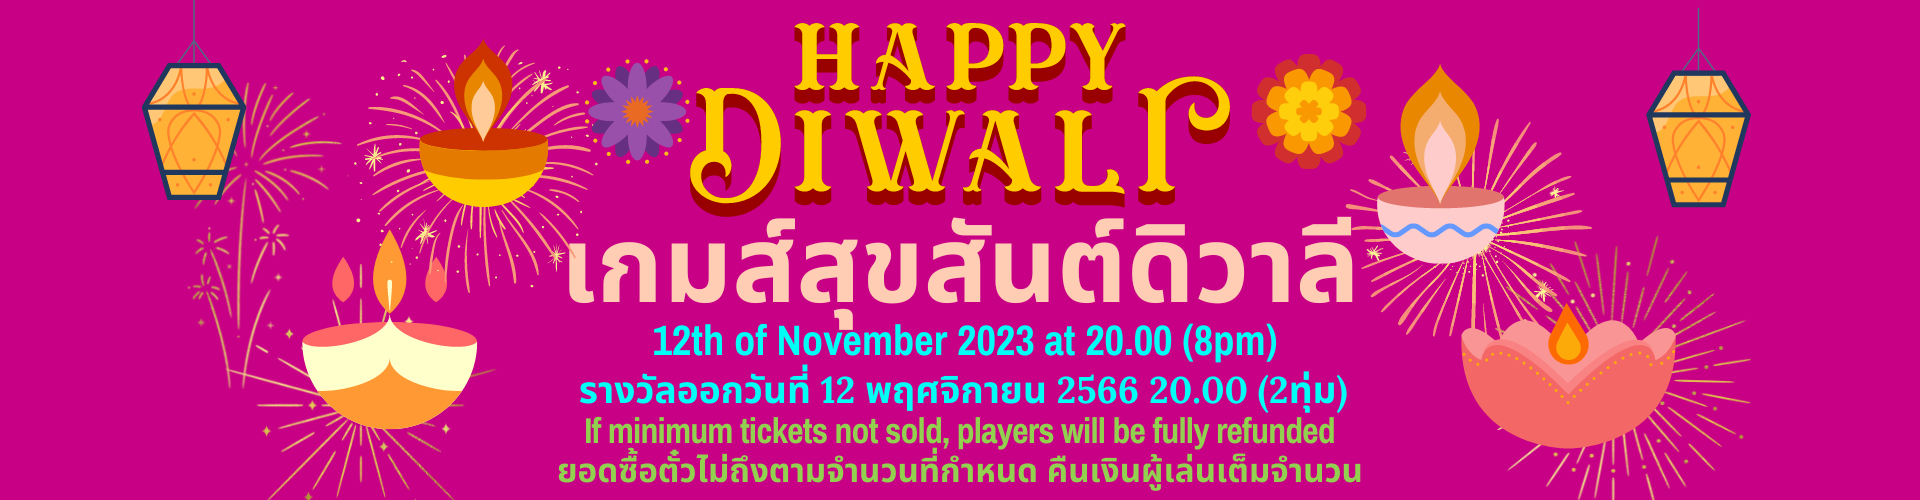 HAPPY
DIWALI
เกมส์สุขสันต์ดิวาลี
12th of November 2023 at 20.00 (8pm)
รางวัลออกวันที่ 12 พฤศจิกายน 2566 20.00 (2ทุ่ม)
If minimum tickets not sold, players will be fully refunded
ยอดซื้อตั๋วไม่ถึงตามจำนวนที่กำหนด คืนเงินผู้เล่นเต็มจำนวน